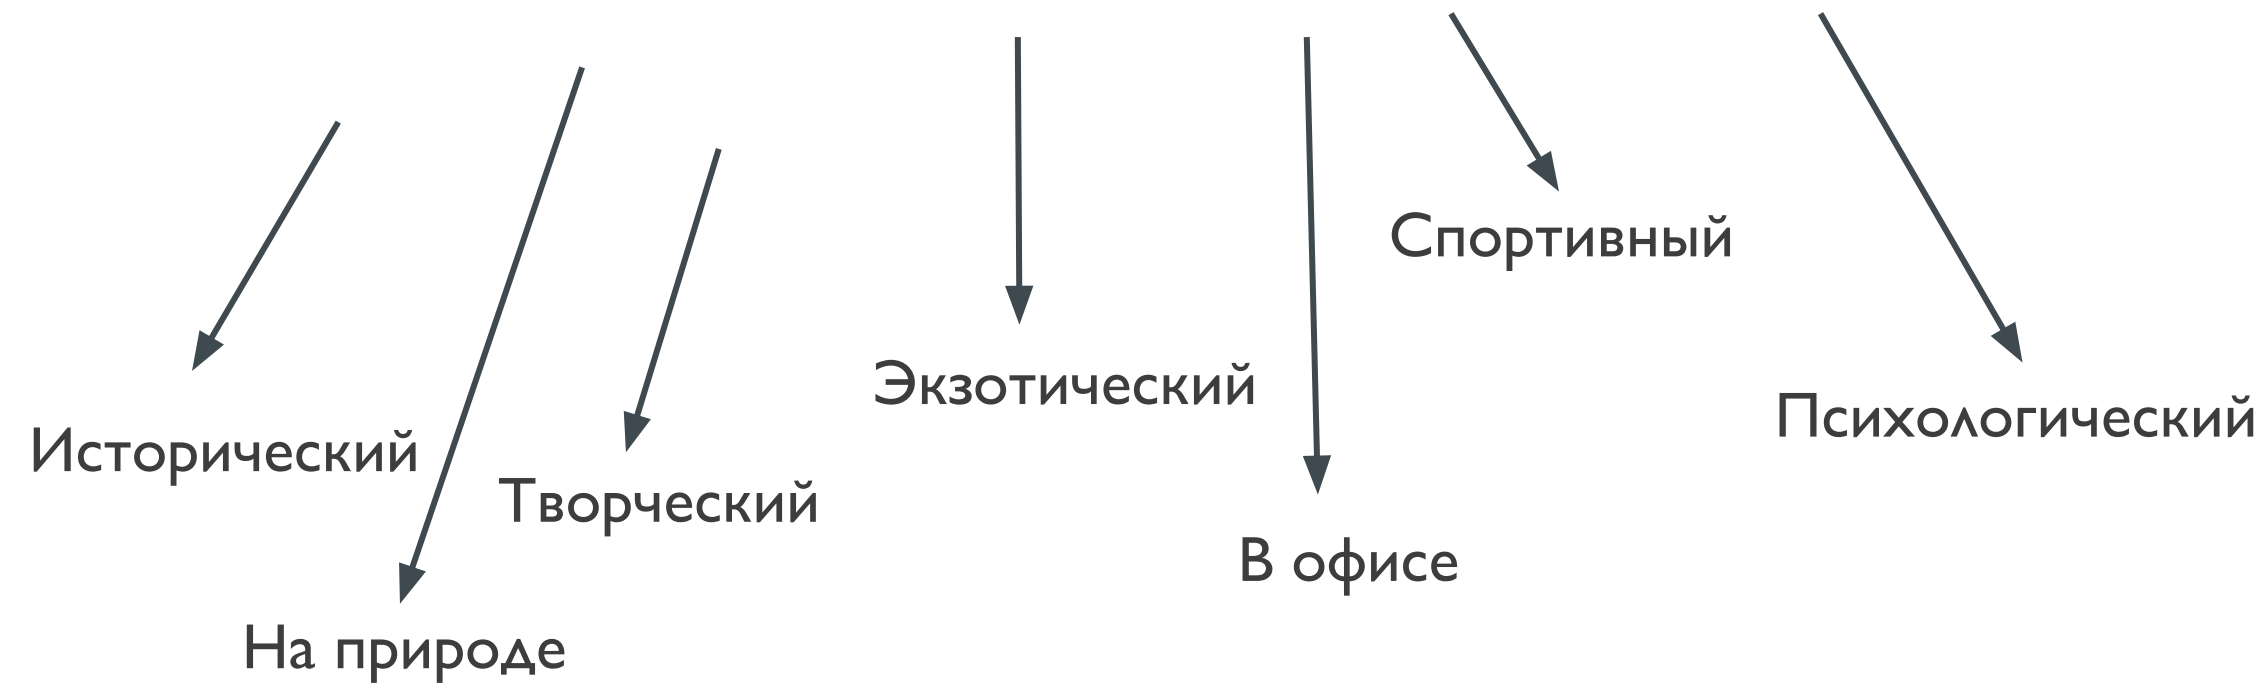 Спортивный
Экзотический
Психологический
Исторический
Творческий
В офисе
На природе